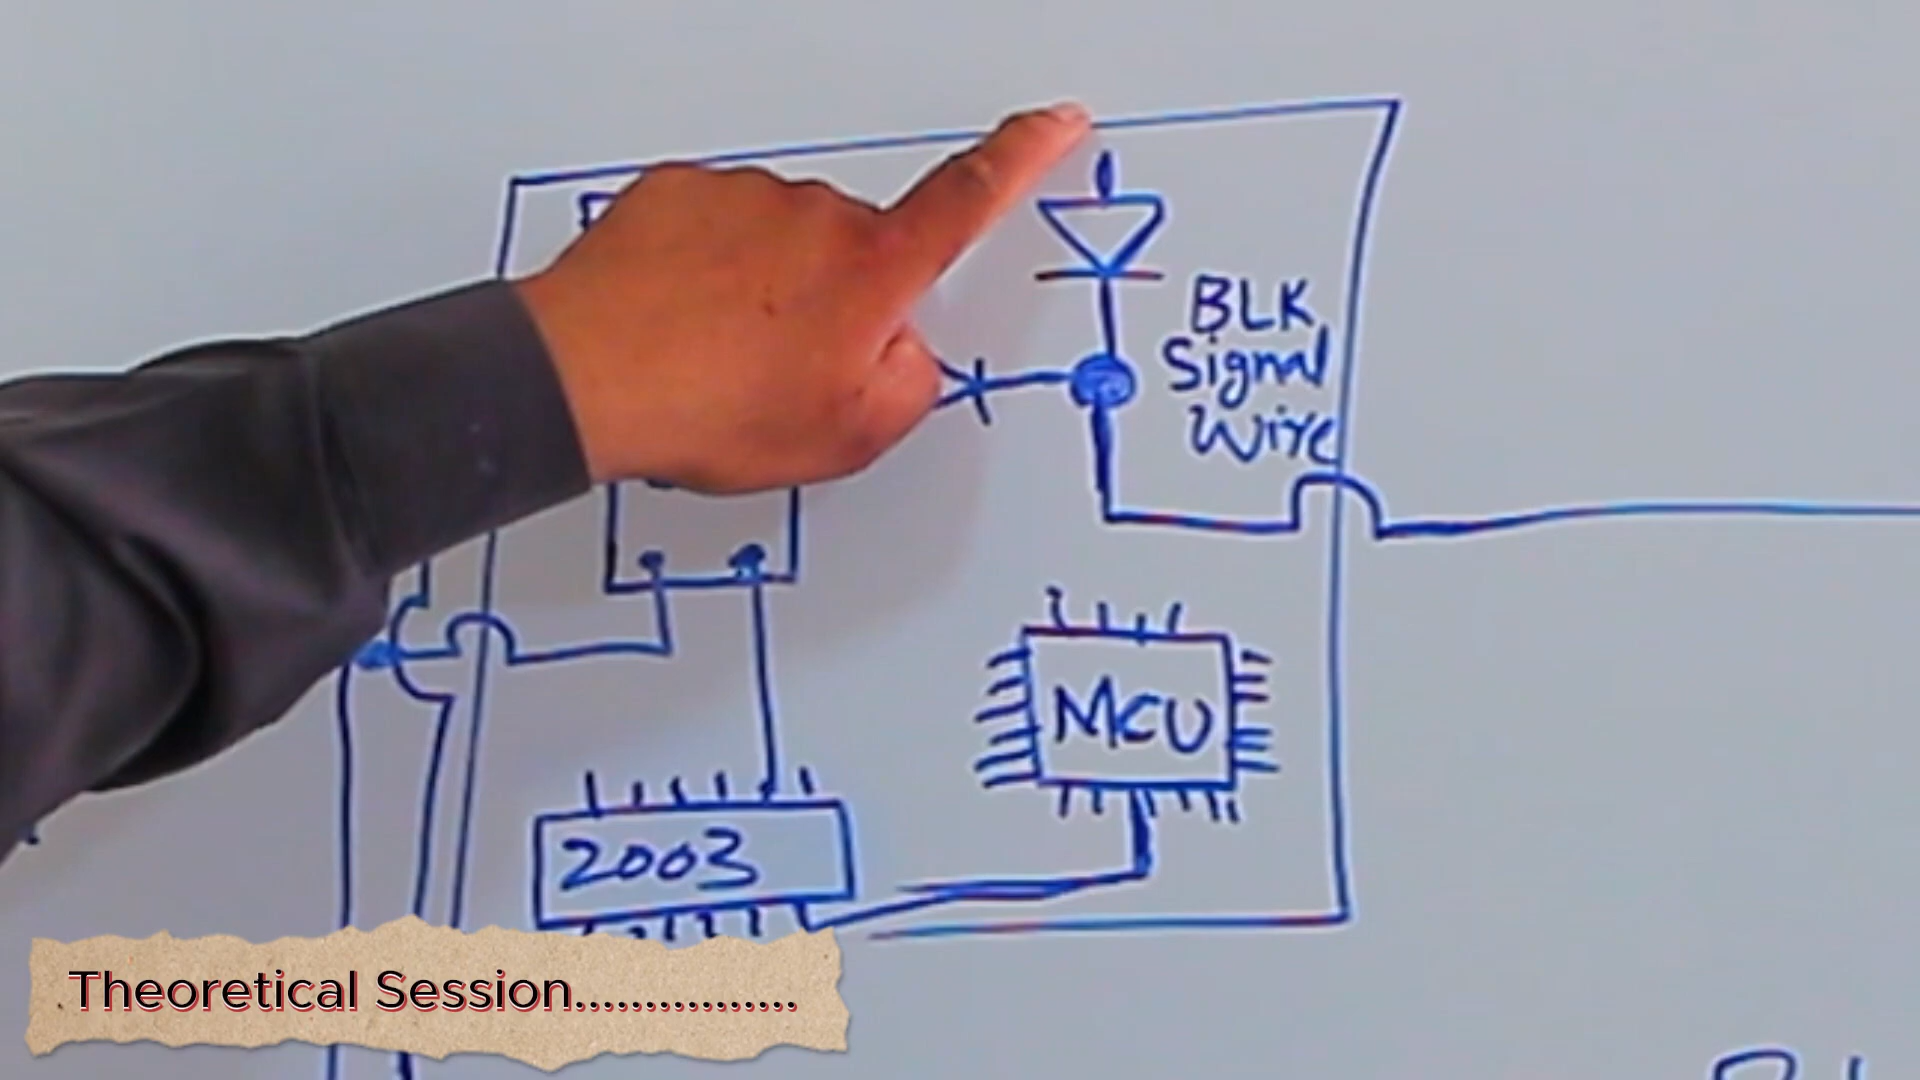 BLK
Signal
Wire
MCU
2003
.Theoretical Session................